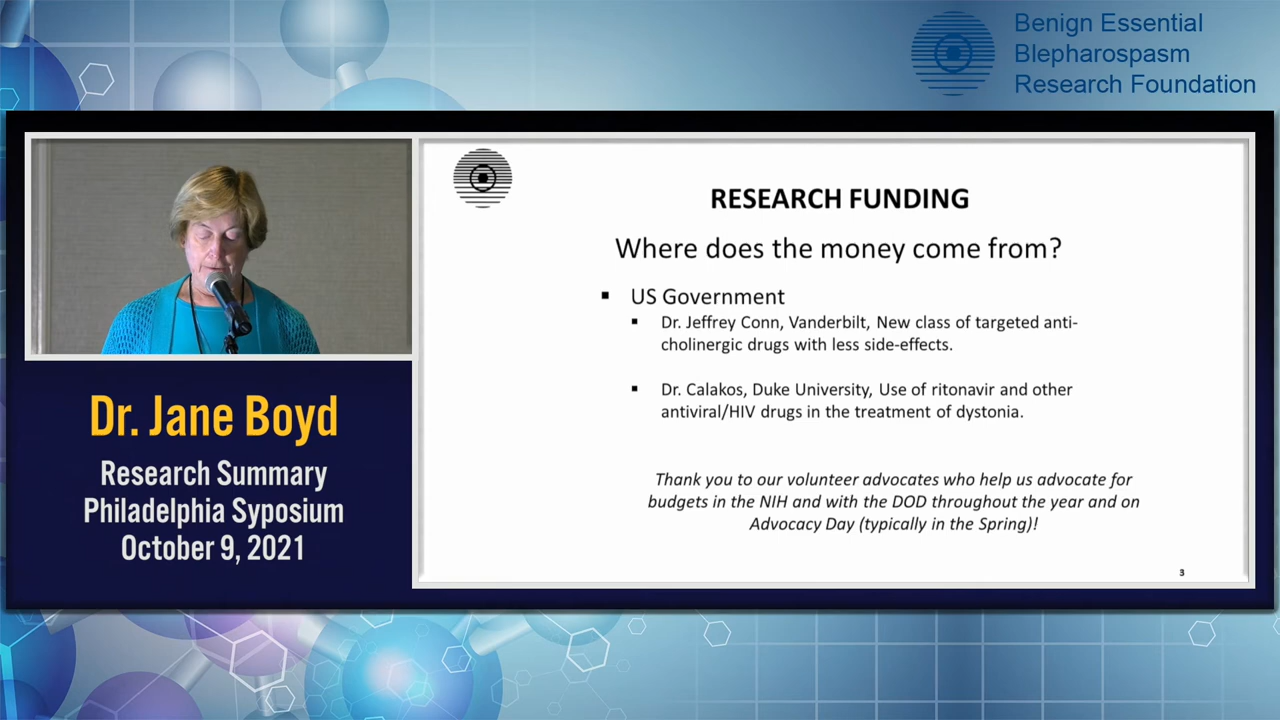 Benign Essential
Blepharospasm
Research Foundation
Dr. Jane Boyd
Research Summary
Philadelphia Syposium
October 9, 2021
RESEARCH FUNDING
Where does the money come from?
▪ US Government
▪ Dr. Jeffrey Conn, Vanderbilt, New class of targeted anti-
cholinergic drugs with less side-effects.
▪ Dr. Calakos, Duke University, Use of ritonavir and other
antiviral/HIV drugs in the treatment of dystonia.
Thank you to our volunteer advocates who help us advocate for
budgets in the NIH and with the DOD throughout the year and on
Advocacy Day (typically in the Spring)!
3